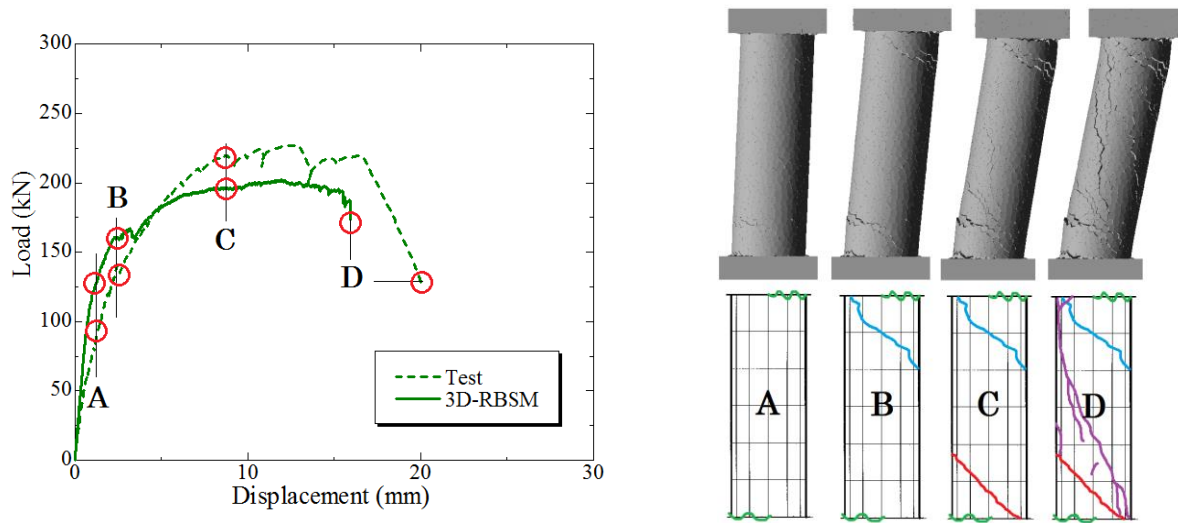 300
250
200
150
100
50
0
Load (kN)
0
10
20
30
Displacement (mm)
A
B
C
D
Test
3D-RBSM
A
B
C
D